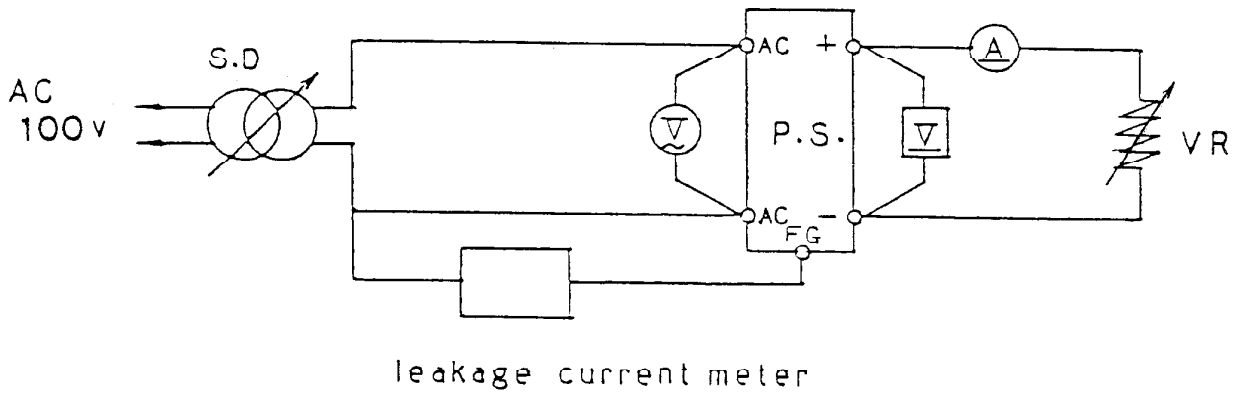 S.D
AC
100V
AC +
A
V
P.S.
V
VR
AC -
FG
leakage current meter